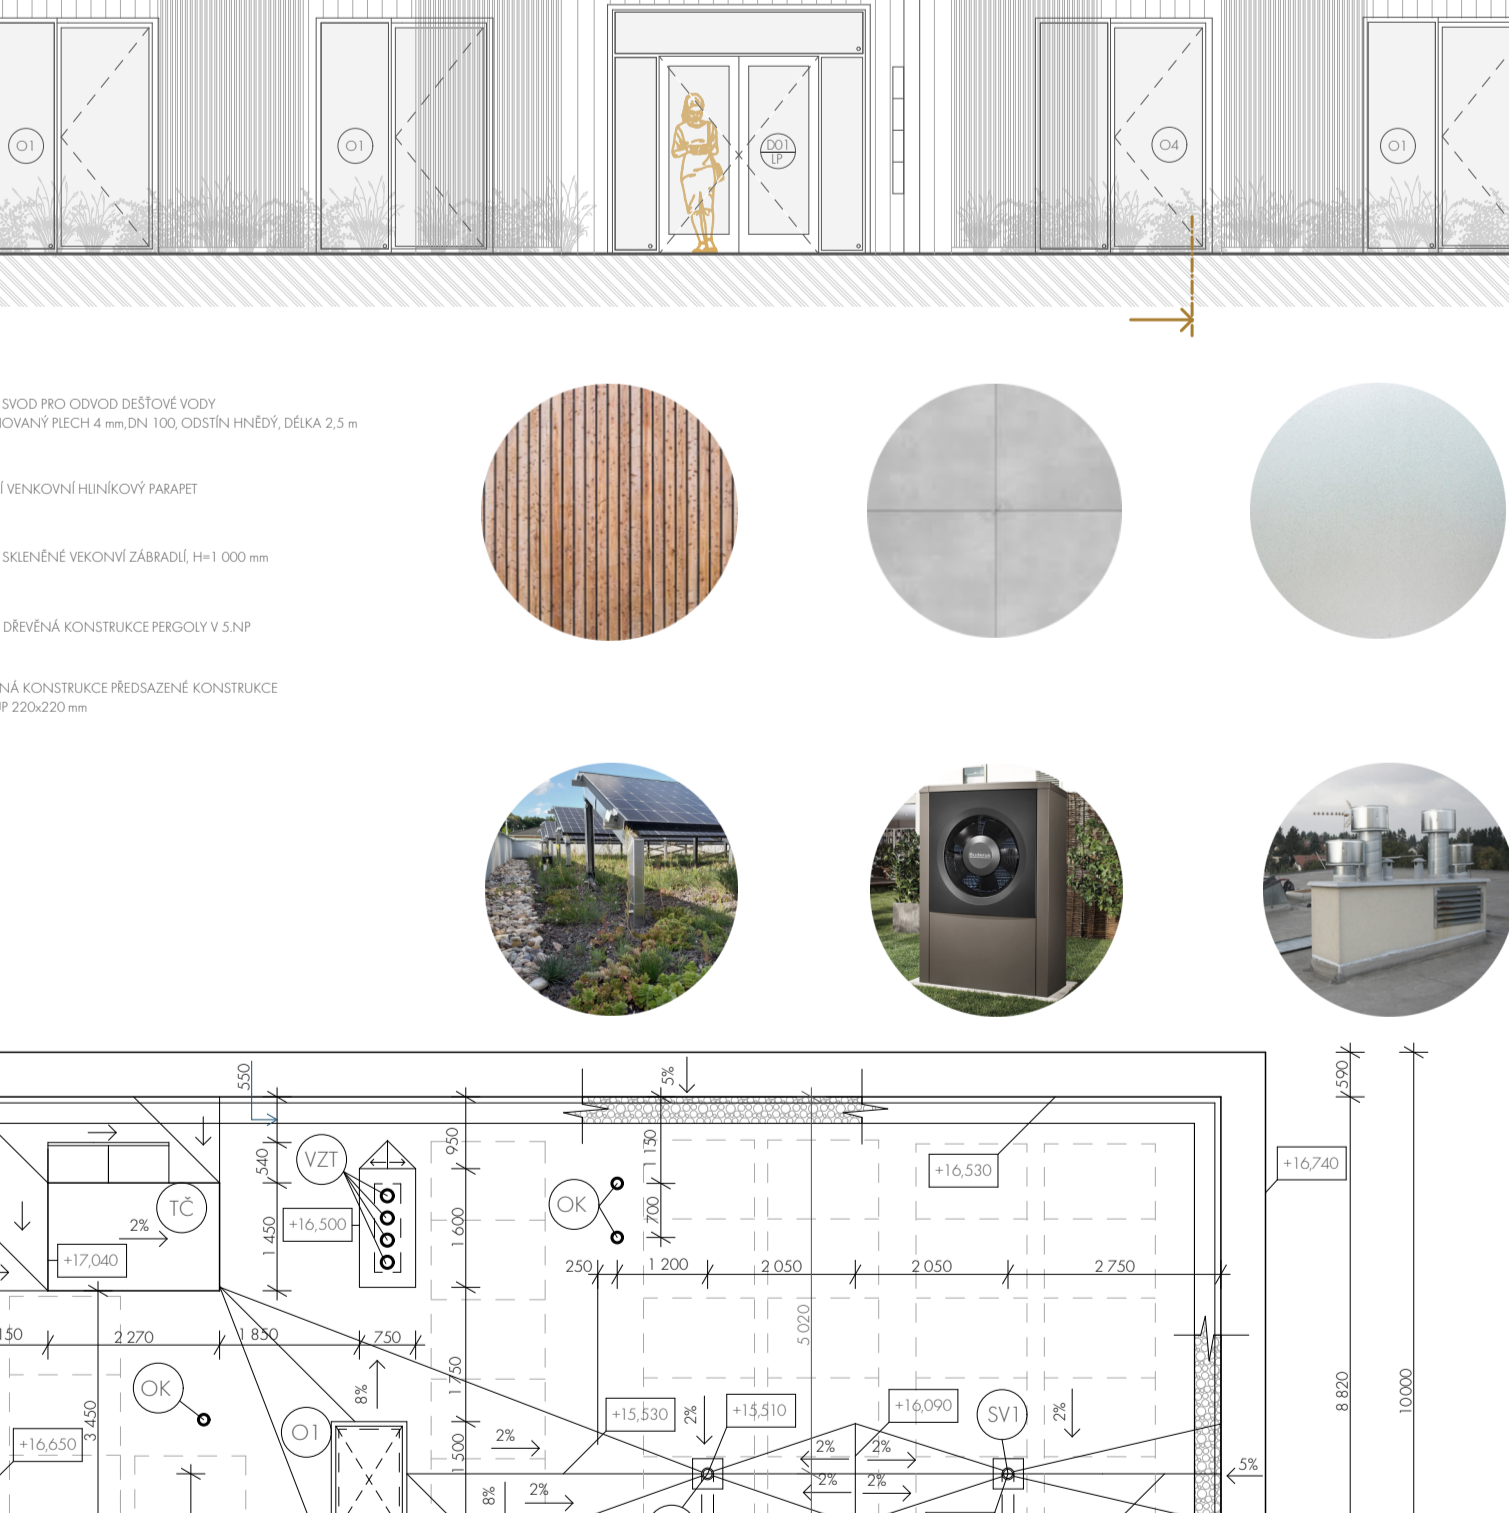 O1
O1
D01
LP
O4
O1
SVOD PRO ODVOD DEŠŤOVÉ VODY
OVANÝ PLECH 4 mm,DN 100, ODSTÍN HNĚDÝ, DÉLKA 2,5 m
Í VENKOVNÍ HLINÍKOVÝ PARAPET
SKLENĚNÉ VEKONVÍ ZÁBRADLÍ, H=1 000 mm
DŘEVĚNÁ KONSTRUKCE PERGOLY V 5.NP
NÁ KONSTRUKCE PŘEDSAZENÉ KONSTRUKCE
P 220x220 mm
Buderus
550
5%
590
540
VZT
950
1 150
+16,530
+16,740
TČ
OK
700
2%
+16,500
1 450
1 600
+17,040
250
1 200
2 050
2 050
2 750
5 020
150
2 270
1 850
750
OK
8%
1 750
8 820
10000
3 450
+15,530
2%
+15,510
+16,090
SV1
2%
O1
+16,650
2%
1 500
2%
2%
5%
8%
2%
2%
2%